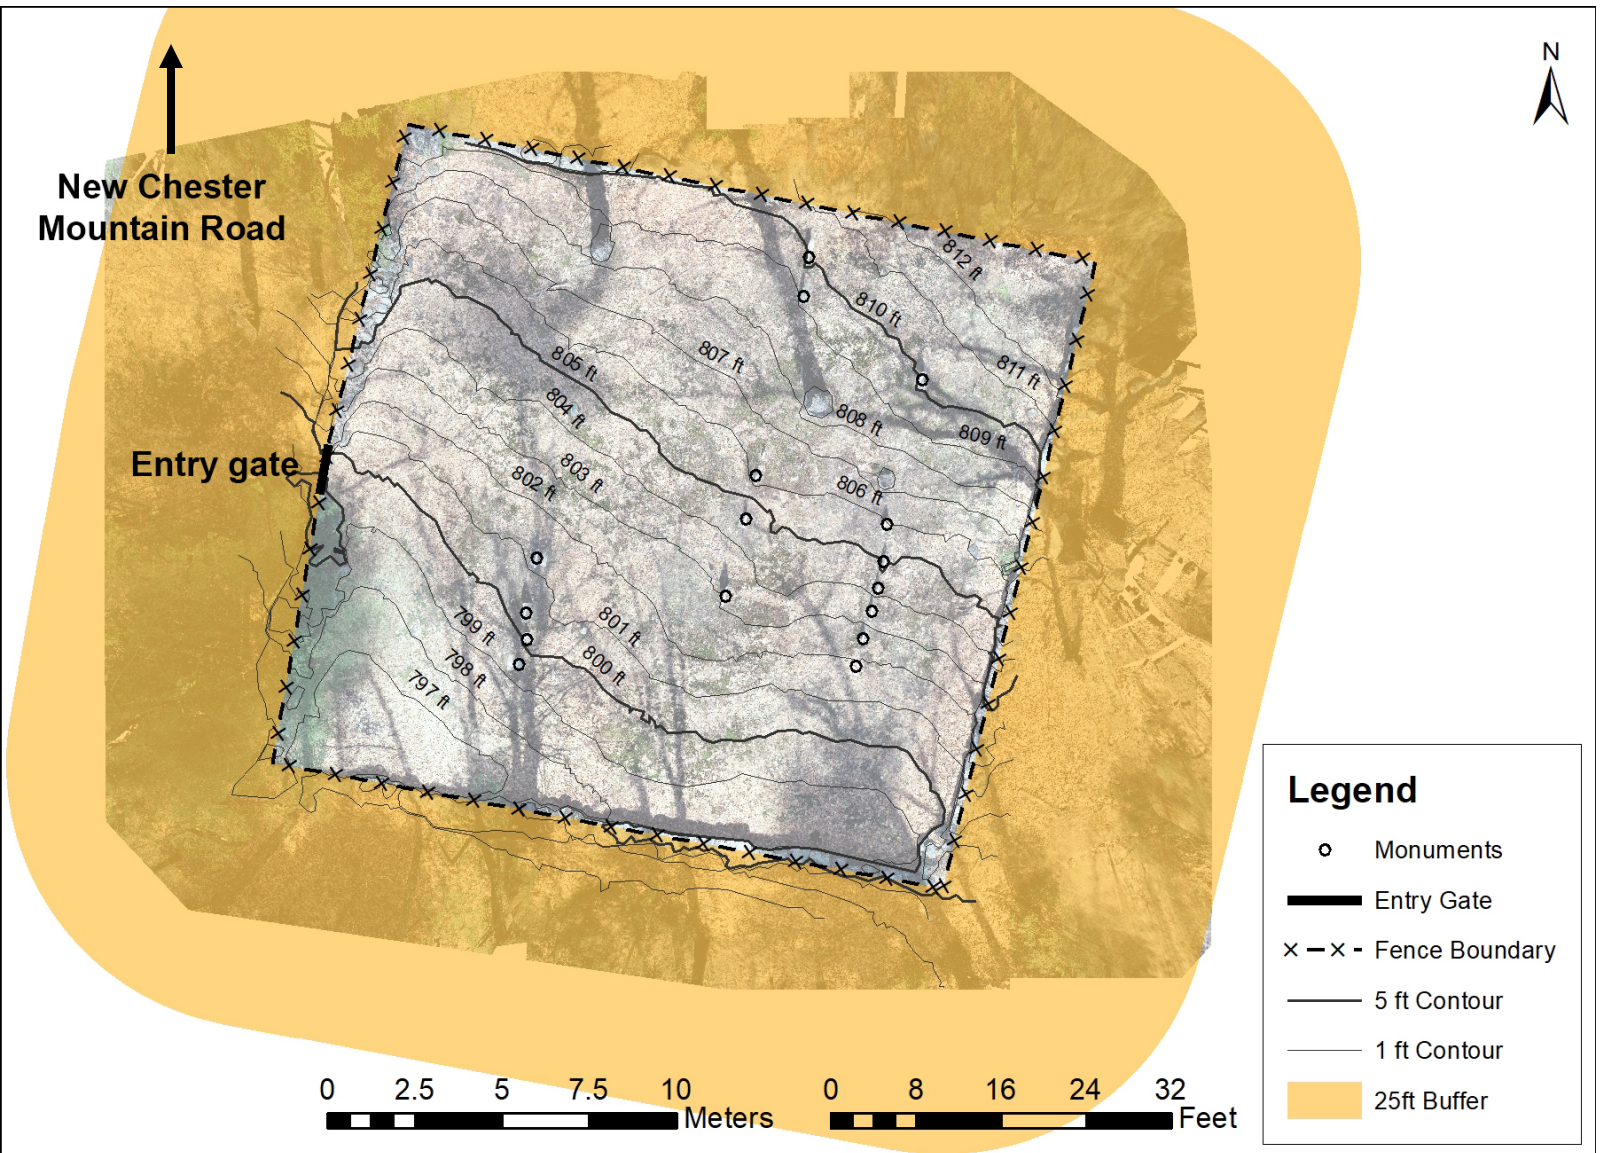 N
New Chester
Mountain Road
812 ft
810 ft
811 ft
807 ft
805 ft
804 ft
808 ft
809 ft
Entry gate
803 ft
802 ft
806 ft
799 ft
801 ft
798 ft
800 ft
797 ft
Legend
Monuments
Entry Gate
Fence Boundary
5 ft Contour
1 ft Contour
25ft Buffer
0 2.5 5 7.5 10
Meters
0 8 16 24 32
Feet